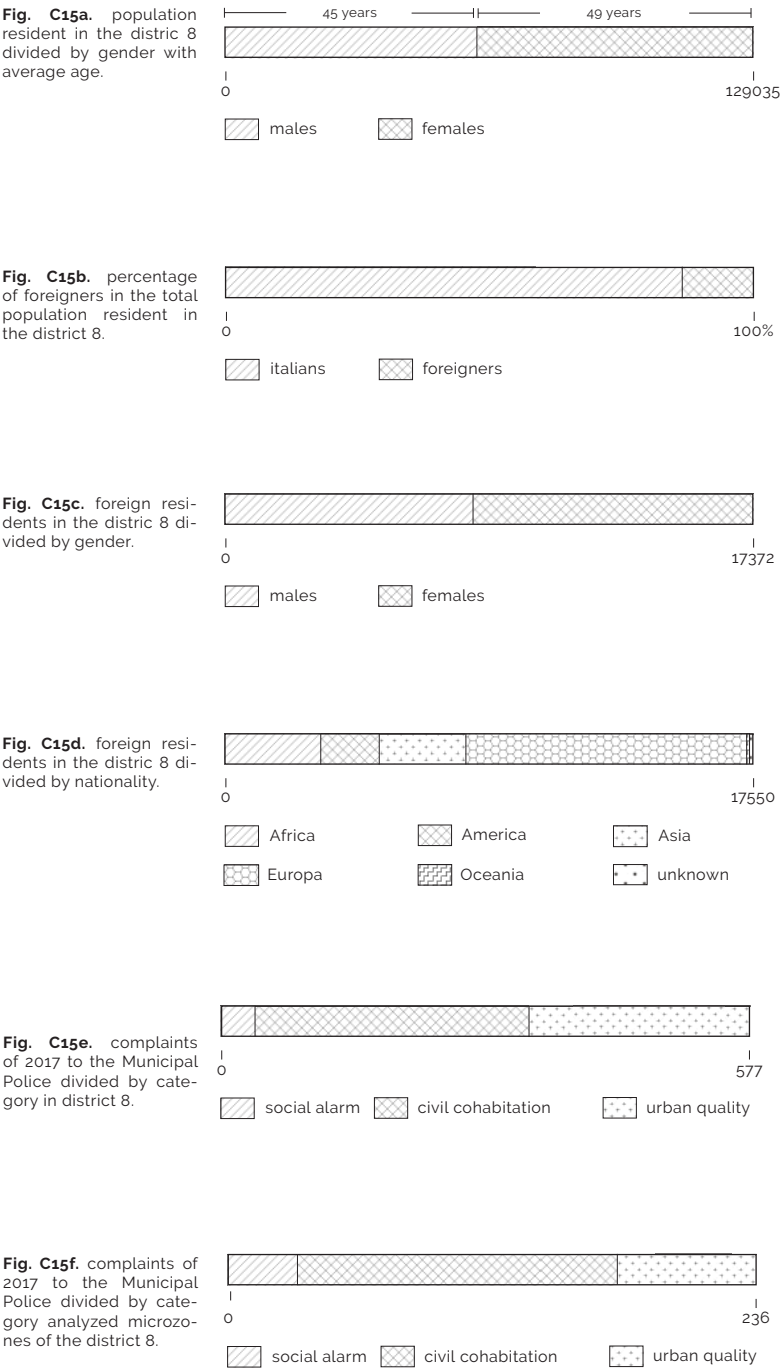 45 years 49 years
Fig. C15a. population
resident in the distric 8
divided by gender with
average age.
0 129035
males females
Fig. C15b. percentage
of foreigners in the total
population resident in
the district 8.
0 100%
italians foreigners
Fig. C15c. foreign resi-
dents in the distric 8 di-
vided by gender.
0 17372
males females
Fig. C15d. foreign resi-
dents in the distric 8 di-
vided by nationality.
0 17550
Africa America Asia
Europa Oceania unknown
Fig. C15e. complaints
of 2017 to the Municipal
Police divided by cate-
gory in district 8.
0 577
social alarm civil cohabitation urban quality
Fig. C15f. complaints of
2017 to the Municipal
Police divided by cate-
gory analyzed microzo-
nes of the district 8.
0 236
social alarm civil cohabitation urban quality